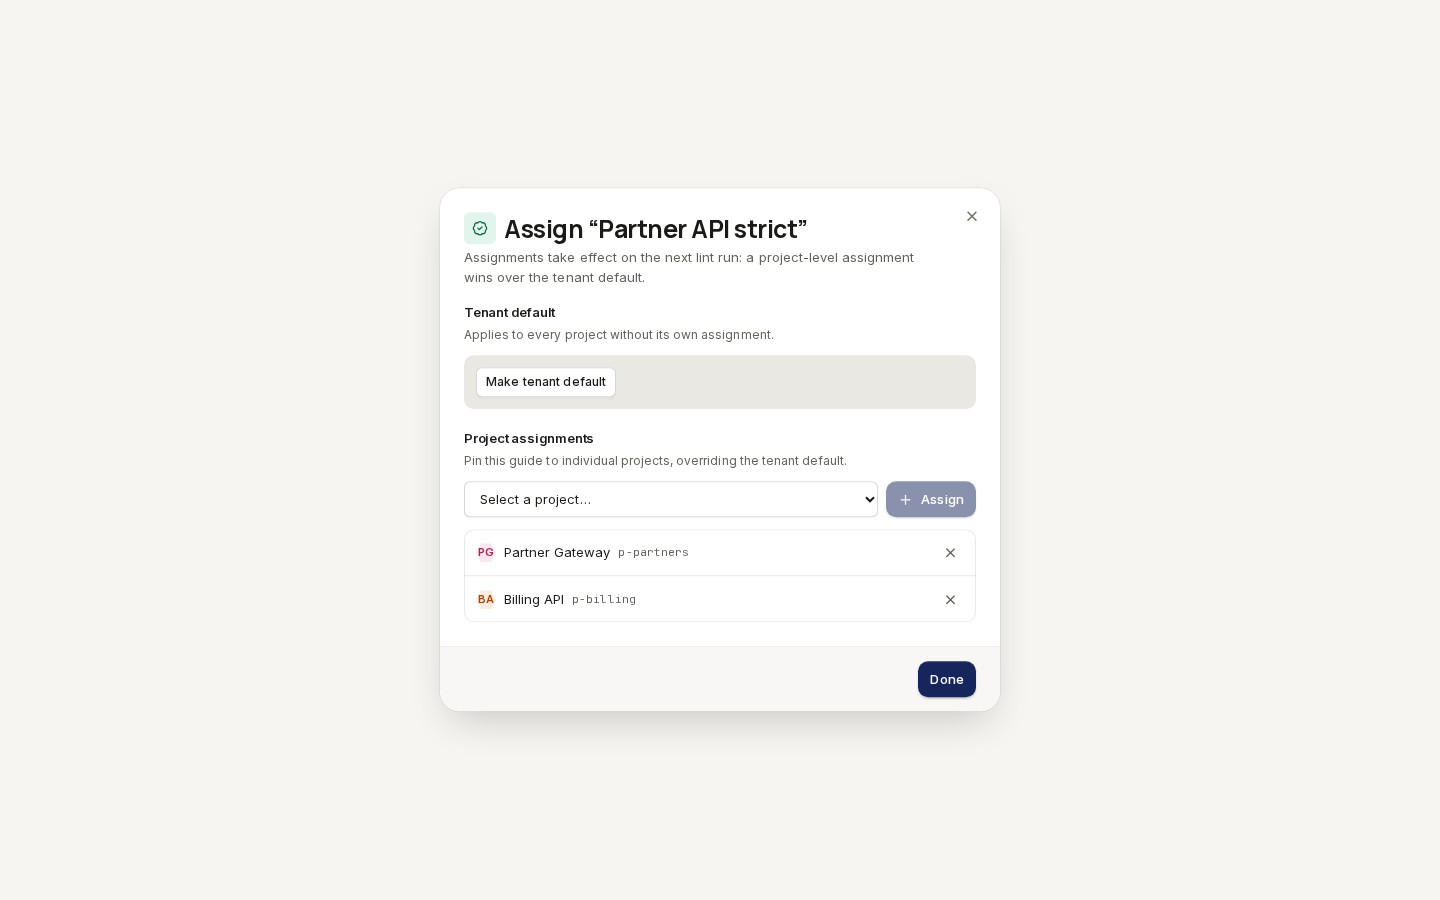 Assign “Partner API strict”
Assignments take effect on the next lint run: a project-level assignment
wins over the tenant default.
Tenant default
Applies to every project without its own assignment.
Make tenant default
Project assignments
Pin this guide to individual projects, overriding the tenant default.
Select a project…
Assign
PG Partner Gateway p-partners
BA Billing API p-billing
Done